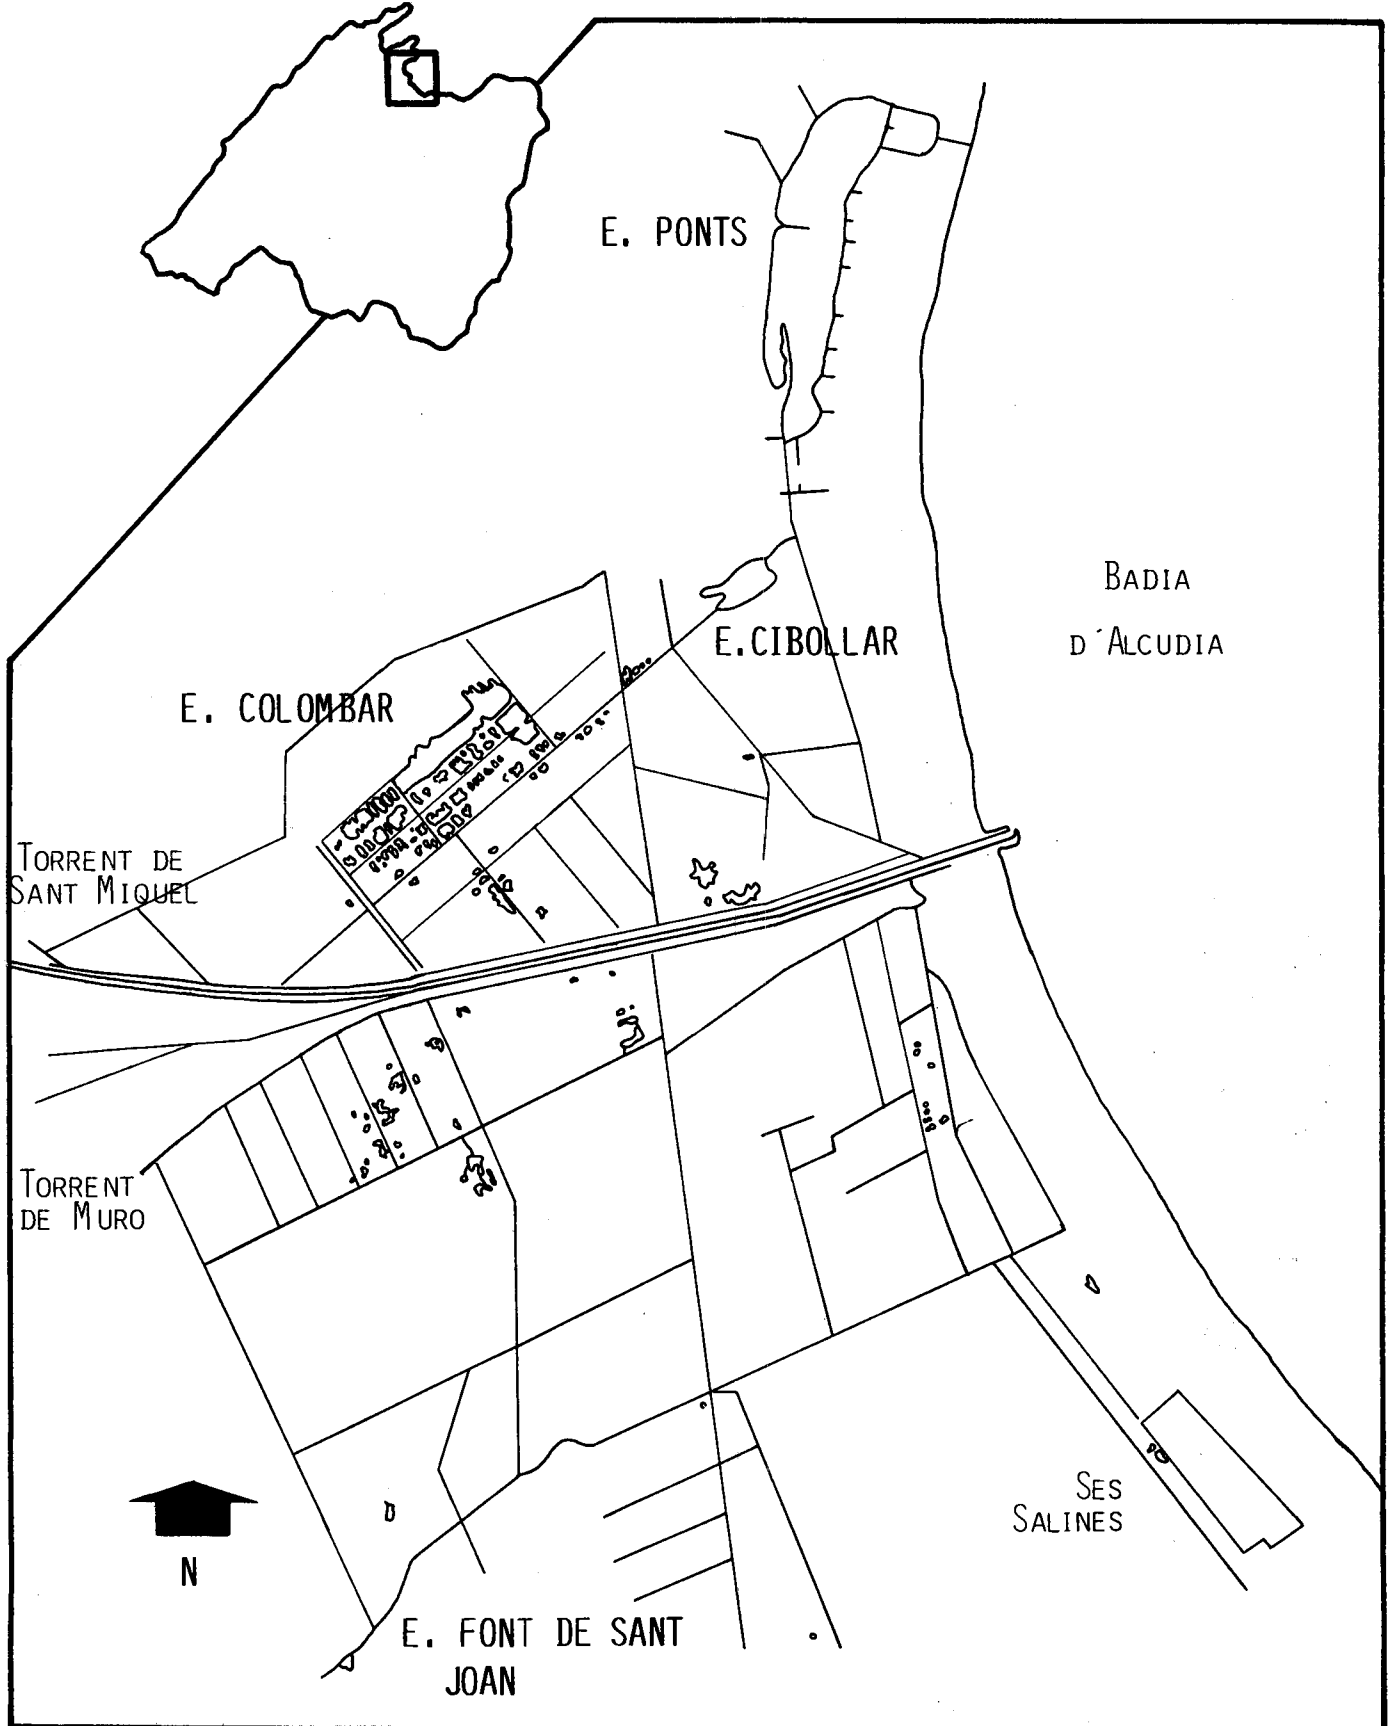 E. PONTS
BADIA
D´ALCUDIA
E. CIBOLLAR
E. COLOMBAR
TORRENT DE
SANT MIQUEL
TORRENT
DE MURO
SES
SALINES
N
E. FONT DE SANT
JOAN